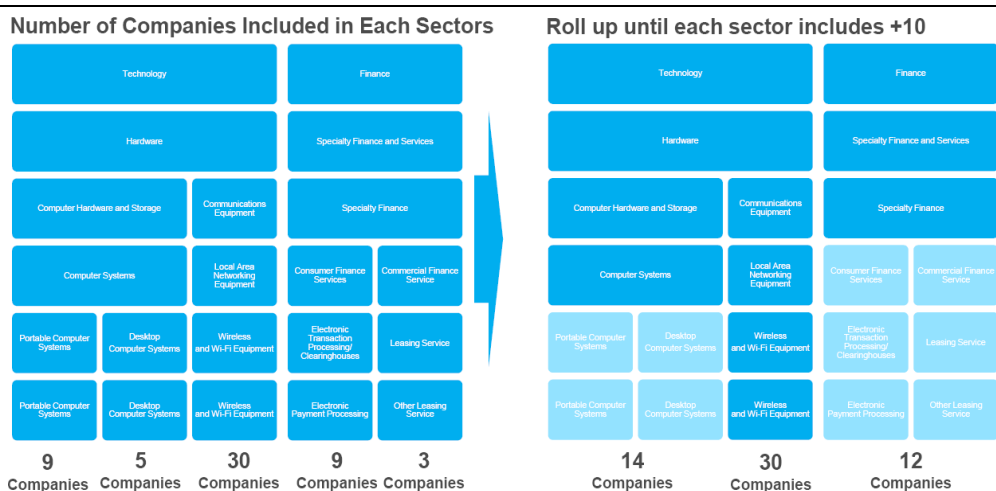 Number of Companies Included in Each Sectors
Technology
Finance
Hardware
Specialty Finance and Services
Computer Hardware and Storage
Communications
Equipment
Specialty Finance
Computer Systems
Local Area
Networking
Equipment
Consumer Finance
Services
Commercial Finance
Service
Portable Computer
Systems
Desktop
Computer Systems
Wireless
and Wi-Fi Equipment
Electronic
Transaction
Processing/
Clearinghouses
Leasing Service
Portable Computer
Systems
Desktop
Computer Systems
Wireless
and Wi-Fi Equipment
Electronic
Payment Processing
Other Leasing
Service
9
Companies
5
Companies
30
Companies
9
Companies
3
Companies
Roll up until each sector includes +10
Technology
Finance
Hardware
Specialty Finance and Services
Computer Hardware and Storage
Communications
Equipment
Specialty Finance
Computer Systems
Local Area
Networking
Equipment
Consumer Finance
Services
Commercial Finance
Service
Portable Computer
Systems
Desktop
Computer Systems
Wireless
and Wi-Fi Equipment
Electronic
Transaction
Processing/
Clearinghouses
Leasing Service
Portable Computer
Systems
Desktop
Computer Systems
Wireless
and Wi-Fi Equipment
Electronic
Payment Processing
Other Leasing
Service
14
Companies
30
Companies
12
Companies